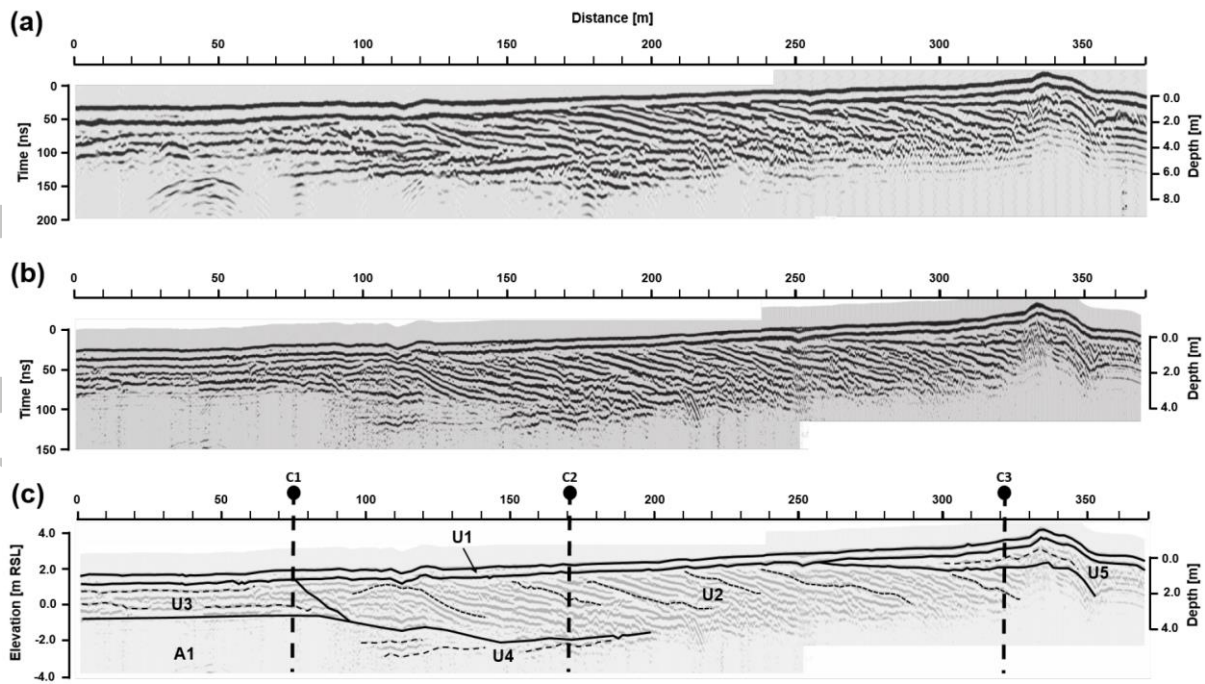 (a)
Distance [m]
0 50 100 150 200 250 300 350
Time [ns]
0
50
100
150
200
0.0
2.0
4.0
6.0
8.0
Depth [m]
(b)
0 50 100 150 200 250 300 350
Time [ns]
0
50
100
150
0.0
2.0
4.0
Depth [m]
(c)
C1 C2 C3
0 50 100 150 200 250 300 350
Elevation [m RSL]
4.0
2.0
0.0
-2.0
-4.0
U1
U2
U3
U4
U5
A1
0.0
2.0
4.0
Depth [m]